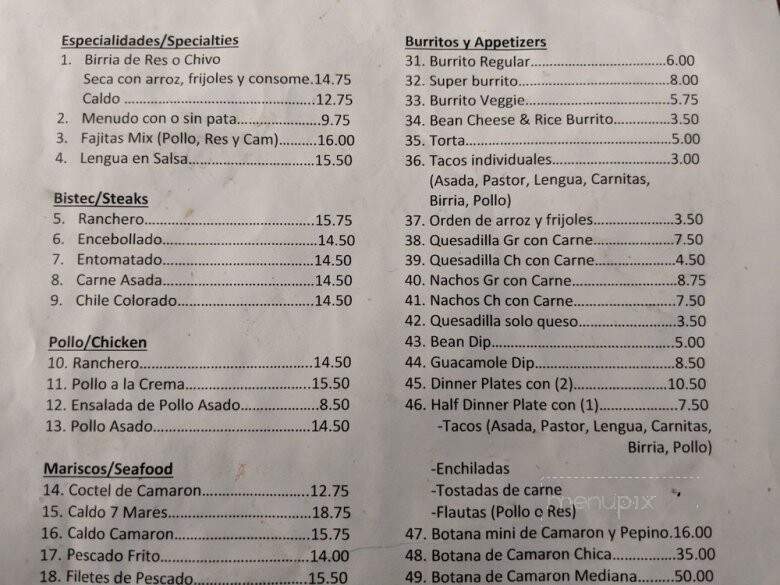 Especialidades/Specialties
1. Birria de Res o Chivo
Seca con arroz, frijoles y consome.14.75
Caldo ........................................12.75
2. Menudo con o sin pata................9.75
3. Fajitas Mix (Pollo, Res y Cam).........16.00
4. Lengua en Salsa..............................15.50
Bistec/Steaks
5. Ranchero.......................................15.75
6. Encebollado...................................14.50
7. Entomatado...................................14.50
8. Carne Asada...................................14.50
9. Chile Colorado................................14.50
Pollo/Chicken
10. Ranchero........................................14.50
11. Pollo a la Crema.............................15.50
12. Ensalada de Pollo Asado..................8.50
13. Pollo Asado....................................14.50
Mariscos/Seafood
14. Coctel de Camaron.........................12.75
15. Caldo 7 Mares................................18.75
16. Caldo Camaron..............................15.75
17. Pescado Frito.................................14.00
18. Filetes de Pescado..........................15.50
Burritos y Appetizers
31. Burrito Regular...............................6.00
32. Super burrito..................................8.00
33. Burrito Veggie................................5.75
34. Bean Cheese & Rice Burrito.............3.50
35. Torta...............................................5.00
36. Tacos individuales...........................3.00
(Asada, Pastor, Lengua, Carnitas,
Birria, Pollo)
37. Orden de arroz y frijoles..................3.50
38. Quesadilla Gr con Carne..................7.50
39. Quesadilla Ch con Carne..................4.50
40. Nachos Gr con Carne.......................8.75
41. Nachos Ch con Carne......................7.50
42. Quesadilla solo queso.....................3.50
43. Bean Dip.........................................5.00
44. Guacamole Dip...............................8.50
45. Dinner Plates con (2).....................10.50
46. Half Dinner Plate con (1)................7.50
-Tacos (Asada, Pastor, Lengua, Carnitas,
Birria, Pollo)
-Enchiladas
-Tostadas de carne
-Flautas (Pollo o Res)
menupix
47. Botana mini de Camaron y Pepino.16.00
48. Botana de Camaron Chica.............35.00
49. Botana de Camaron Mediana.......50.00